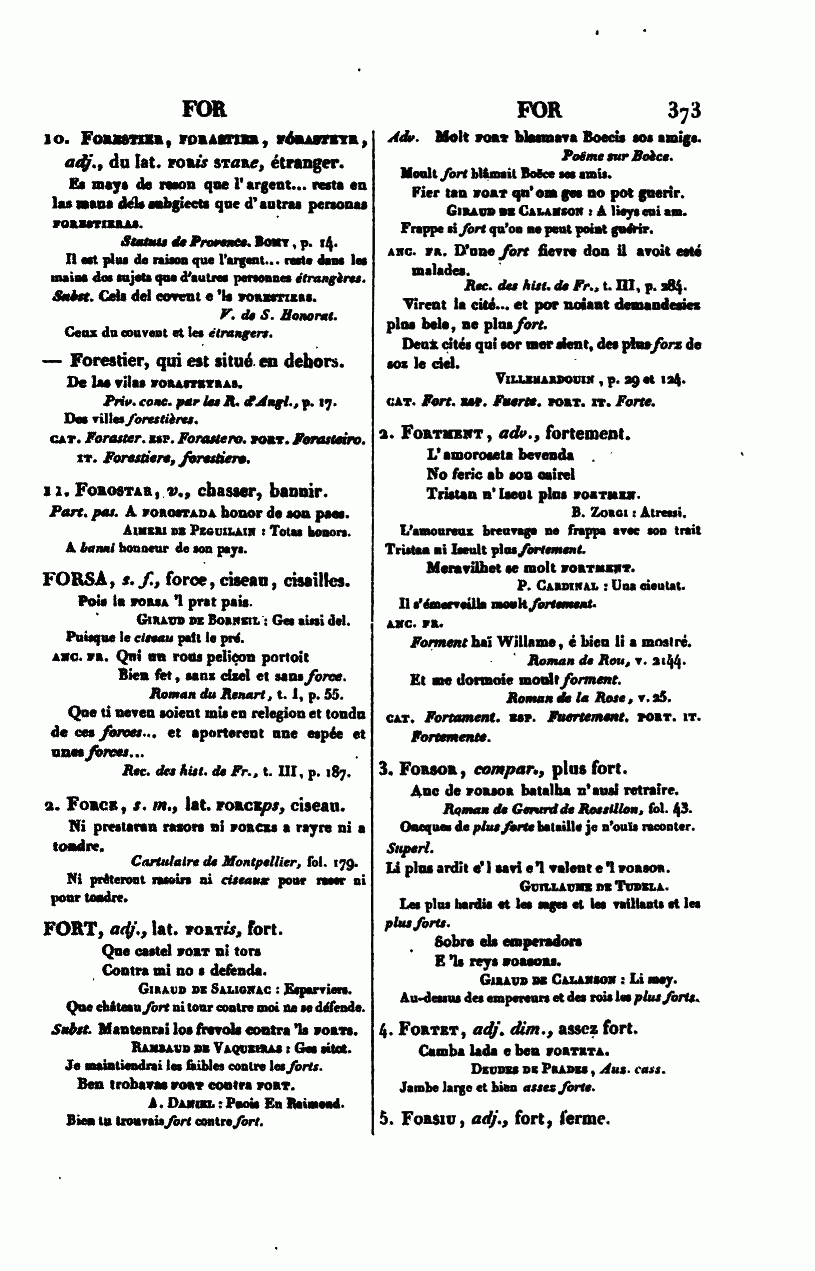 FOR
10. FORESTIER, FORASTIER, FÓRASTEYR,
adj., du lat. FORis STARE, étranger.
Es mays de reson que l'argent... resta en
las mans dels subgiects que d'autras personas
FORESTIERAS.
Statuts de Provence. BOMY, p. 14.
Il est plus de raison que l'argent... reste dans les
mains des sujets que d'autres personnes étrangères.
Subst. Cels del covent e 'ls FORESTIERS.
V. de S. Honorat.
Ceux du couvent et les étrangers.
— Forestier, qui est situé en dehors.
De las vilas FORASTEYRAS.
Priv. conc. par les R. d'Angl., p. 17.
Des villes forestières.
CAT. Foraster. ESP. Forastero. PORT. Forasteiro.
IT. Forestiere, forestiero.
11. FOROSTAR, v., chasser, bannir.
Part. pas. A FOROSTADA honor de son paes.
AIMERI DE PEGUILAIN : Totas honors.
A banni honneur de son pays.
FORSA, s. f., force, ciseau, cisailles.
Pois la FORSA 'l prat pais.
GIRAUD DE BORNEIL : Ges aissi del.
Puisque le ciseau paît le pré.
ANC. FR. Qui un rous peliçon portoit
Bien fet, sanz cizel et sans force.
Roman du Renart, t. I, p. 55.
Que ti neven soient mis en relegion et tondu
de ces forces... et aporterent une espée et
unes forces...
Rec. des hist. de Fr., t. III, p. 187.
2. FORCE, s. m., lat. FORCEps, ciseau.
Ni prestaran rasors ni FORCES a rayre ni a
tondre.
Cartulaire de Montpellier, fol. 179.
Ni prêteront rasoirs ni ciseaux pour raser ni
pour tondre.
FORT, adj., lat. FORTis, fort.
Que castel FORT ni tors
Contra mi no s defenda.
GIRAUD DE SALIGNAC : Esparviers.
Que château fort ni tour contre moi ne se défende.
Subst. Mantenrai los frevols contra 'ls FORTS.
RAMBAUD DE VAQUEIRAS : Ges sitot.
Je maintiendrai les faibles contre les forts.
Ben trobavas FORT contra FORT.
A. DANIEL : Puois En Raimond.
Bien tu trouvais fort contre fort.
FOR 373
Adv. Molt FORT blasmava Boecis sos amigs.
Poëme sur Boèce.
Moult fort blâmait Boèce ses amis.
Fier tan FORT qu'om ges no pot guerir.
GIRAUD DE CALANSON : A lieys cui am.
Frappe si fort qu'on ne peut point guérir.
ANC. FR. D'une fort fievre don il avoit esté
malades.
Rec. des hist. de Fr., t. III, p. 284.
Virent la cité... et por noiant demandesiez
plus bele, ne plus fort.
Deux cités qui sor mer sient, des plus forz de
soz le ciel.
VILLEHARDOUIN, p. 29 et 124.
CAT. Fort. ESP. Fuerte. PORT. IT. Forte.
2. FORTMENT, adv., fortement.
L'amoroseta bevenda
No feric ab son cairel
Tristan n'Iseut plus FORTMEN.
B. ZORGI : Atressi.
L'amoureux breuvage ne frappa avec son trait
Tristan ni Iseult plus fortement.
Meravilhet se molt FORTMENT.
P. CARDINAL : Una cieutat.
Il s'émerveilla moult fortement.
ANC. FR.
Forment haï Willame, é bien li a mostré.
Roman de Rou, v. 2144.
Et me dormoie moult forment.
Roman de la Rose, v. 25.
CAT. Fortament. ESP. Fuertement. PORT. IT.
Fortemente.
3. FORSOR, compar., plus fort.
Anc de FORSOR batalha n'ausi retraire.
Roman de Gerard de Rossillon, fol. 43.
Oncques de plus forte bataille je n'ouïs raconter.
Superl.
Li plus ardit e'l savi e'l valent e'l FORSOR.
GUILLAUME DE TUDELA.
Les plus hardis et les sages et les vaillants et les
plus forts.
Sobre els emperadors
E 'ls reys FORSORS.
GIRAUD DE CALANSON : Li mey.
Au-dessus des empereurs et des rois les plus forts.
4. FORTET, adj. dim., assez fort.
Camba lada e ben FORTETA.
DEUDES DE PRADES, Aus. cass.
Jambe large et bien assez forte.
5. FORSIU, adj., fort, ferme.